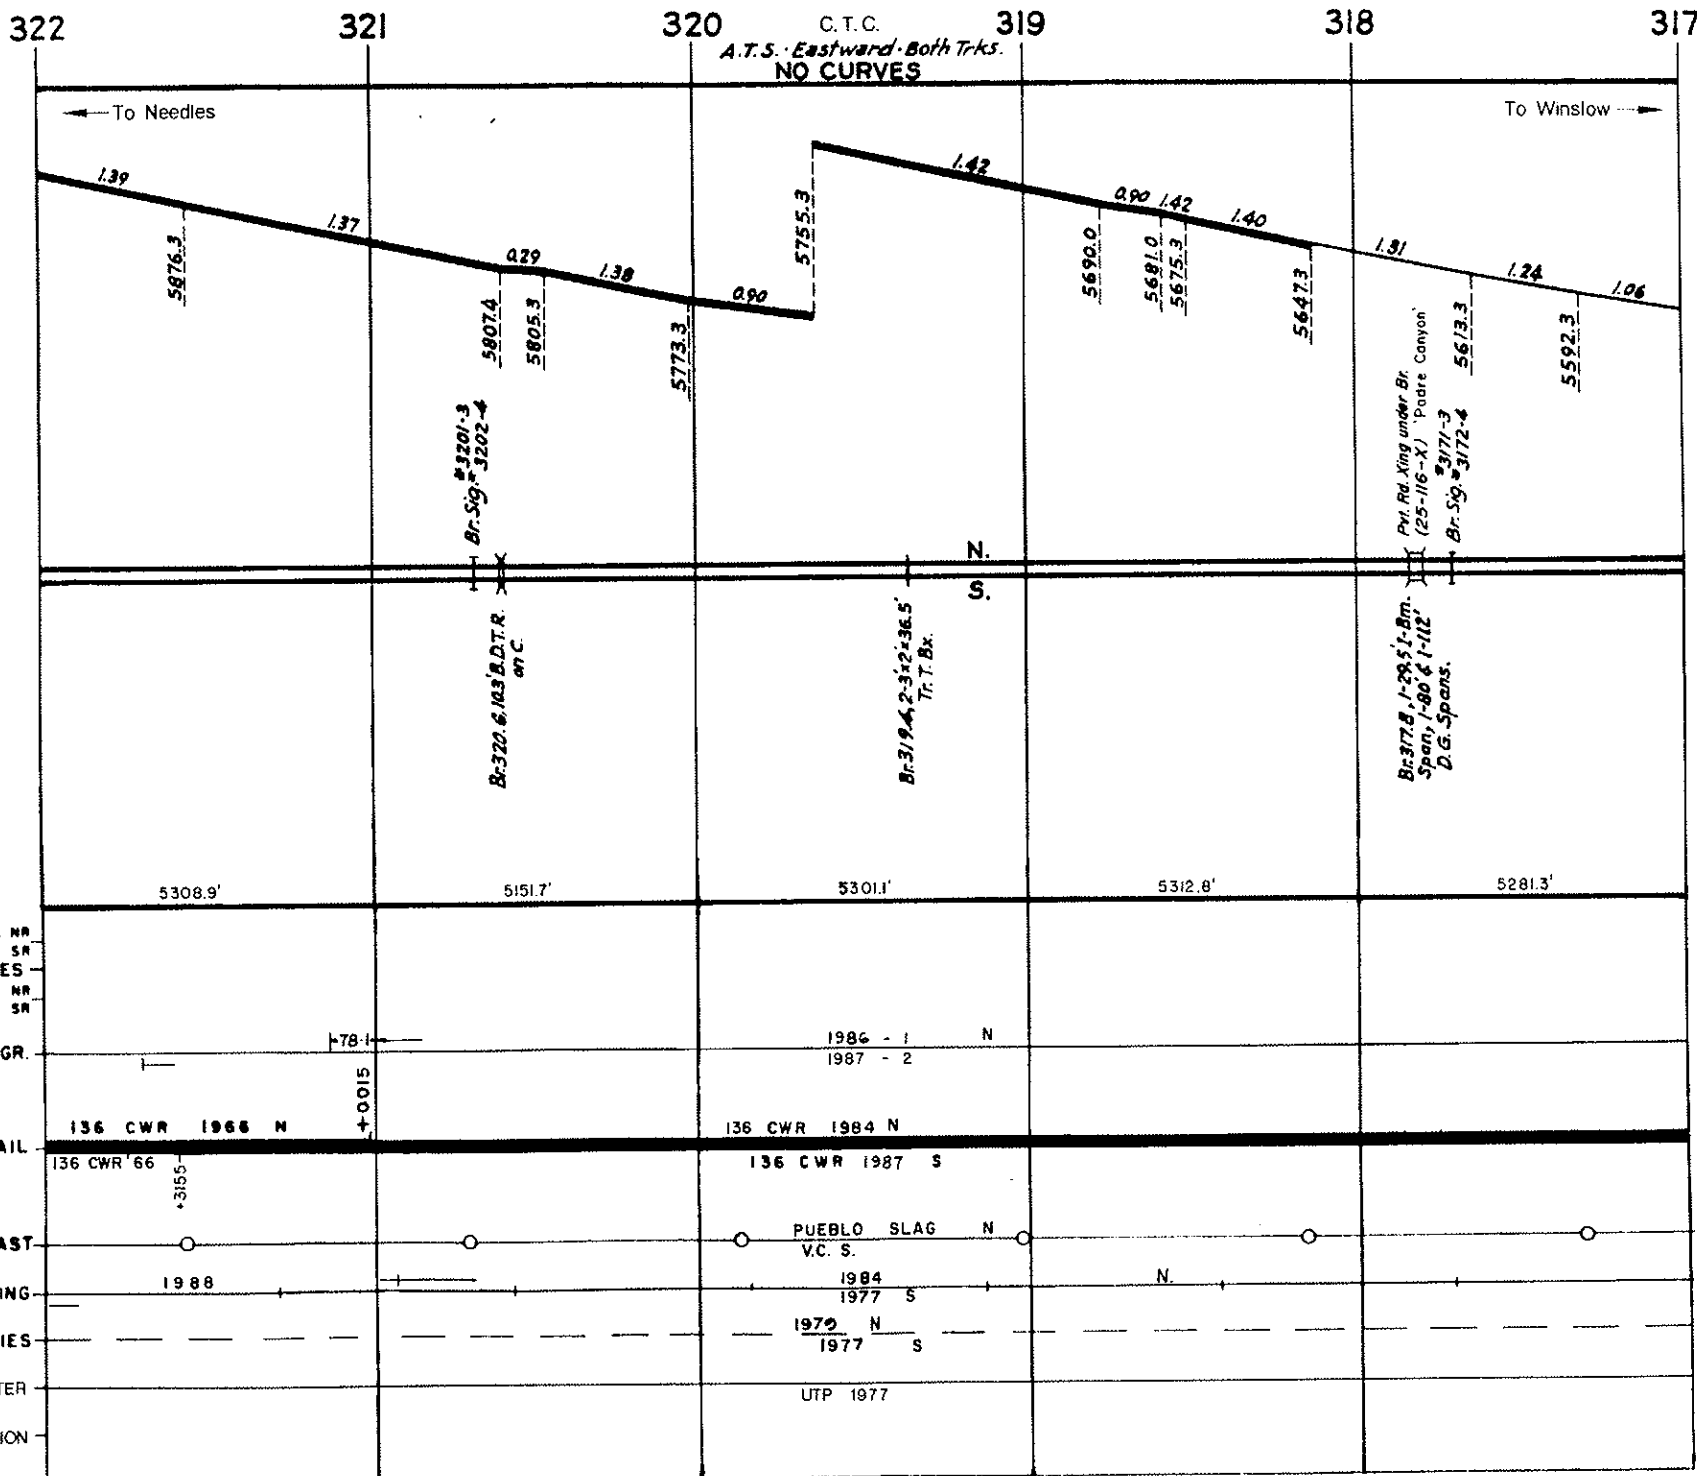 322 321 320 319 318 317
C.T.C.
A.T.S. · Eastward · Both Trks.
NO CURVES
To Needles
To Winslow
1.39
1.37
0.29
1.38
0.90
1.42
0.90
1.42
1.40
1.31
1.24
1.06
5876.3
5807.4
5805.3
5773.3
5755.3
5690.0
5681.0
5675.3
5647.3
5613.3
5592.3
#3201-3
Br. Sig. #3202-4
Pvt. Rd. Xing under Br.
(25-116-X) 'Padre Canyon'
#3171-3
Br. Sig. #3172-4
N.
S.
Br. 320.6, 103' B.D.T.R.
on C.
Br. 319.4, 2-3'x2'x36.5'
Tr. T. Bx.
Br. 317.8, 1-29.5' I-Bm.
Span, 1-80' & 1-112'
D.G. Spans.
5308.9' 5151.7' 5301.1' 5312.8' 5281.3'
NR
SR
ES
NR
SR
GR.
78
1986 - 1 N
1987 - 2
+0015
136 CWR 1966 N
136 CWR 1984 N
AIL
136 CWR '66
136 CWR 1987 S
+3155
AST
PUEBLO SLAG N
V.C. S.
ING
1988
1984 N.
1977 S
IES
1979 N
1977 S
TER
UTP 1977
ION